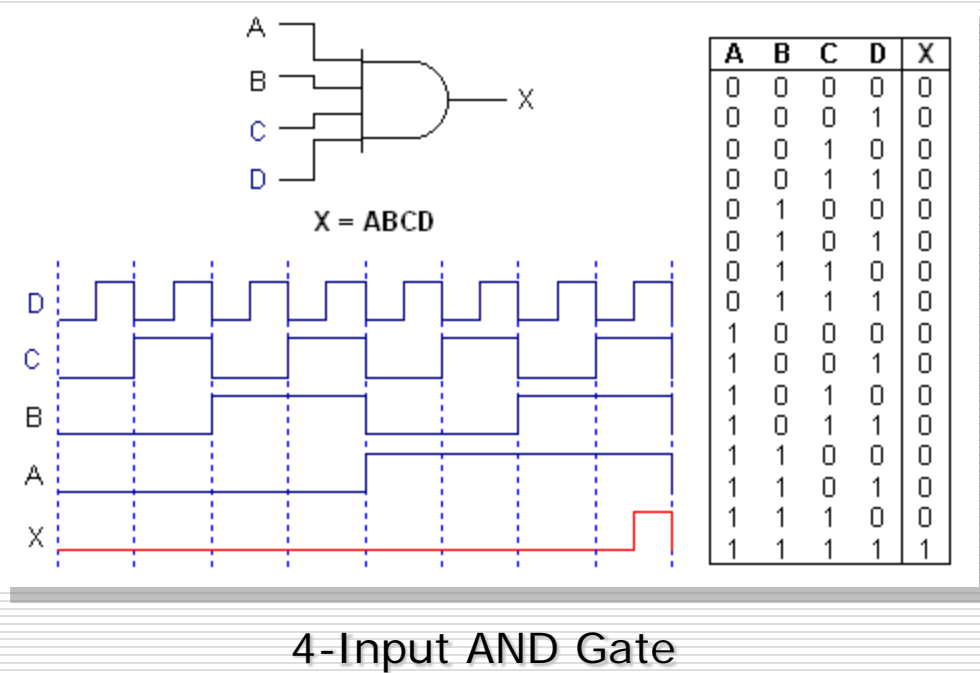 A
B
C
D
X
X = ABCD
D
C
B
A
X
A B C D X
0 0 0 0 0
0 0 0 1 0
0 0 1 0 0
0 0 1 1 0
0 1 0 0 0
0 1 0 1 0
0 1 1 0 0
0 1 1 1 0
1 0 0 0 0
1 0 0 1 0
1 0 1 0 0
1 0 1 1 0
1 1 0 0 0
1 1 0 1 0
1 1 1 0 0
1 1 1 1 1
4-Input AND Gate